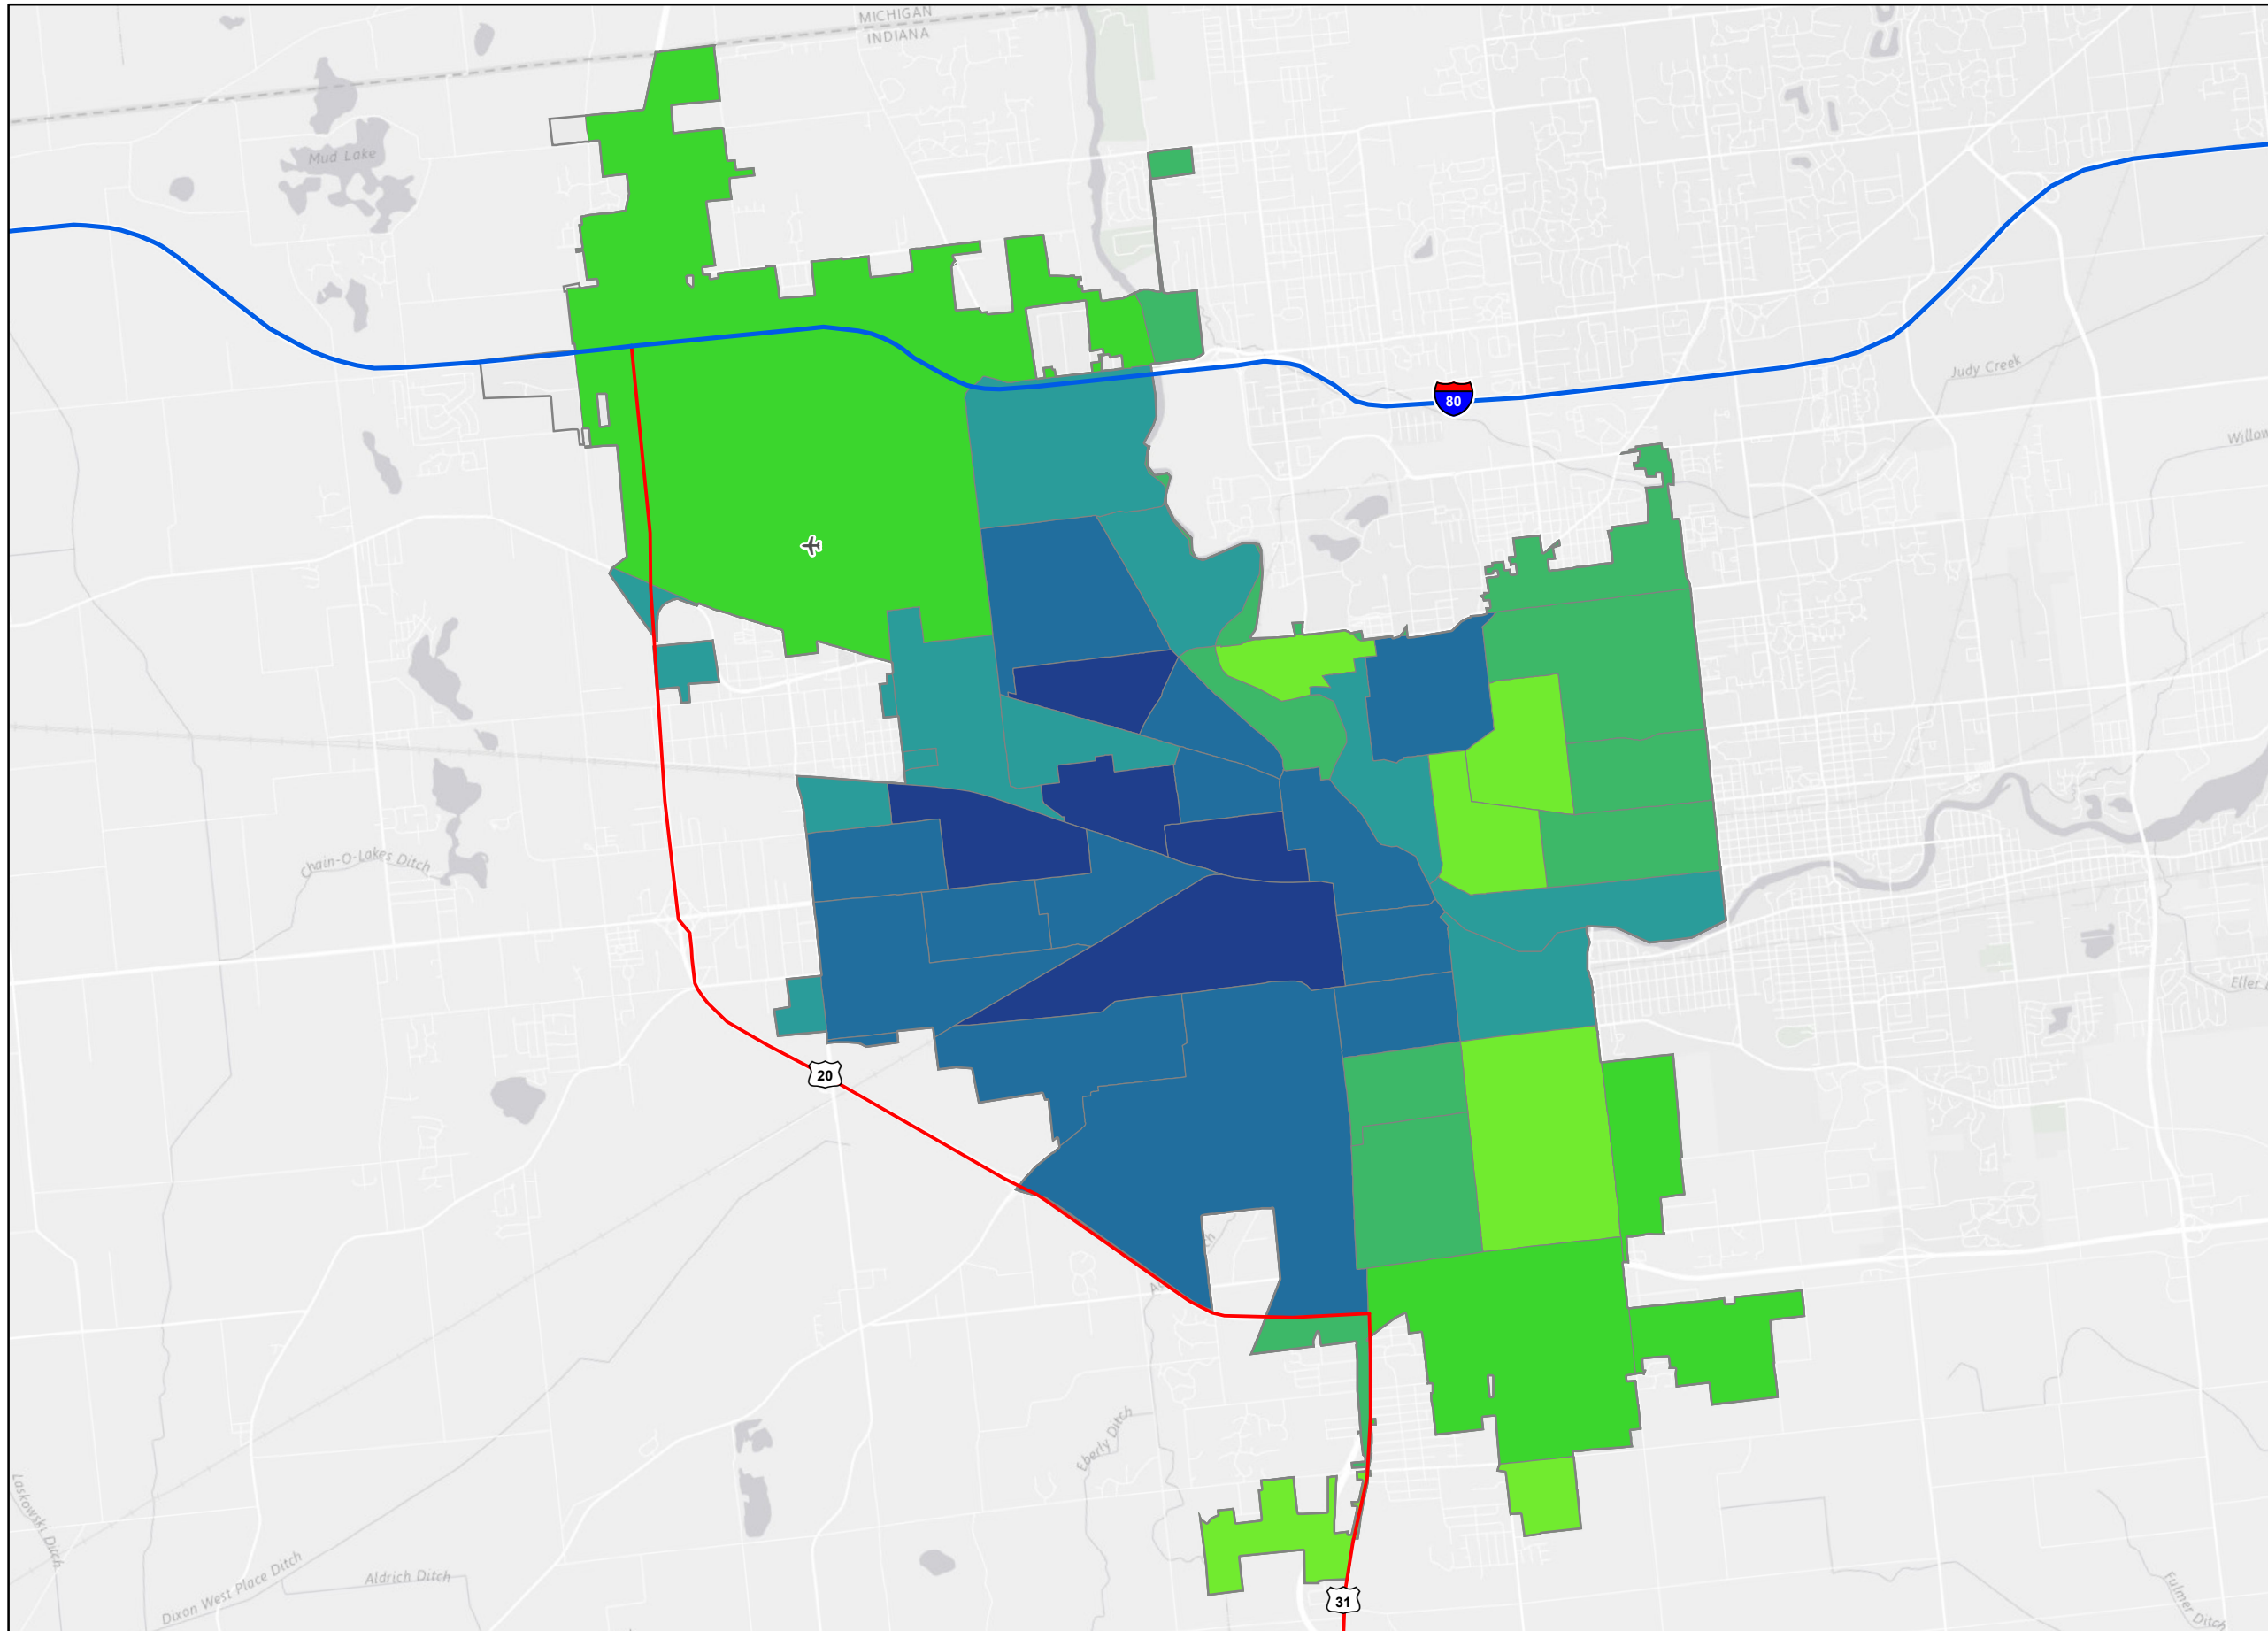 MICHIGAN
INDIANA
Mud Lake
80
Judy Creek
Willow
Chain-O-Lakes Ditch
Eller
20
Eberly Ditch
Laskowski Ditch
Dixon West Place Ditch
Aldrich Ditch
31
Fulmer Ditch